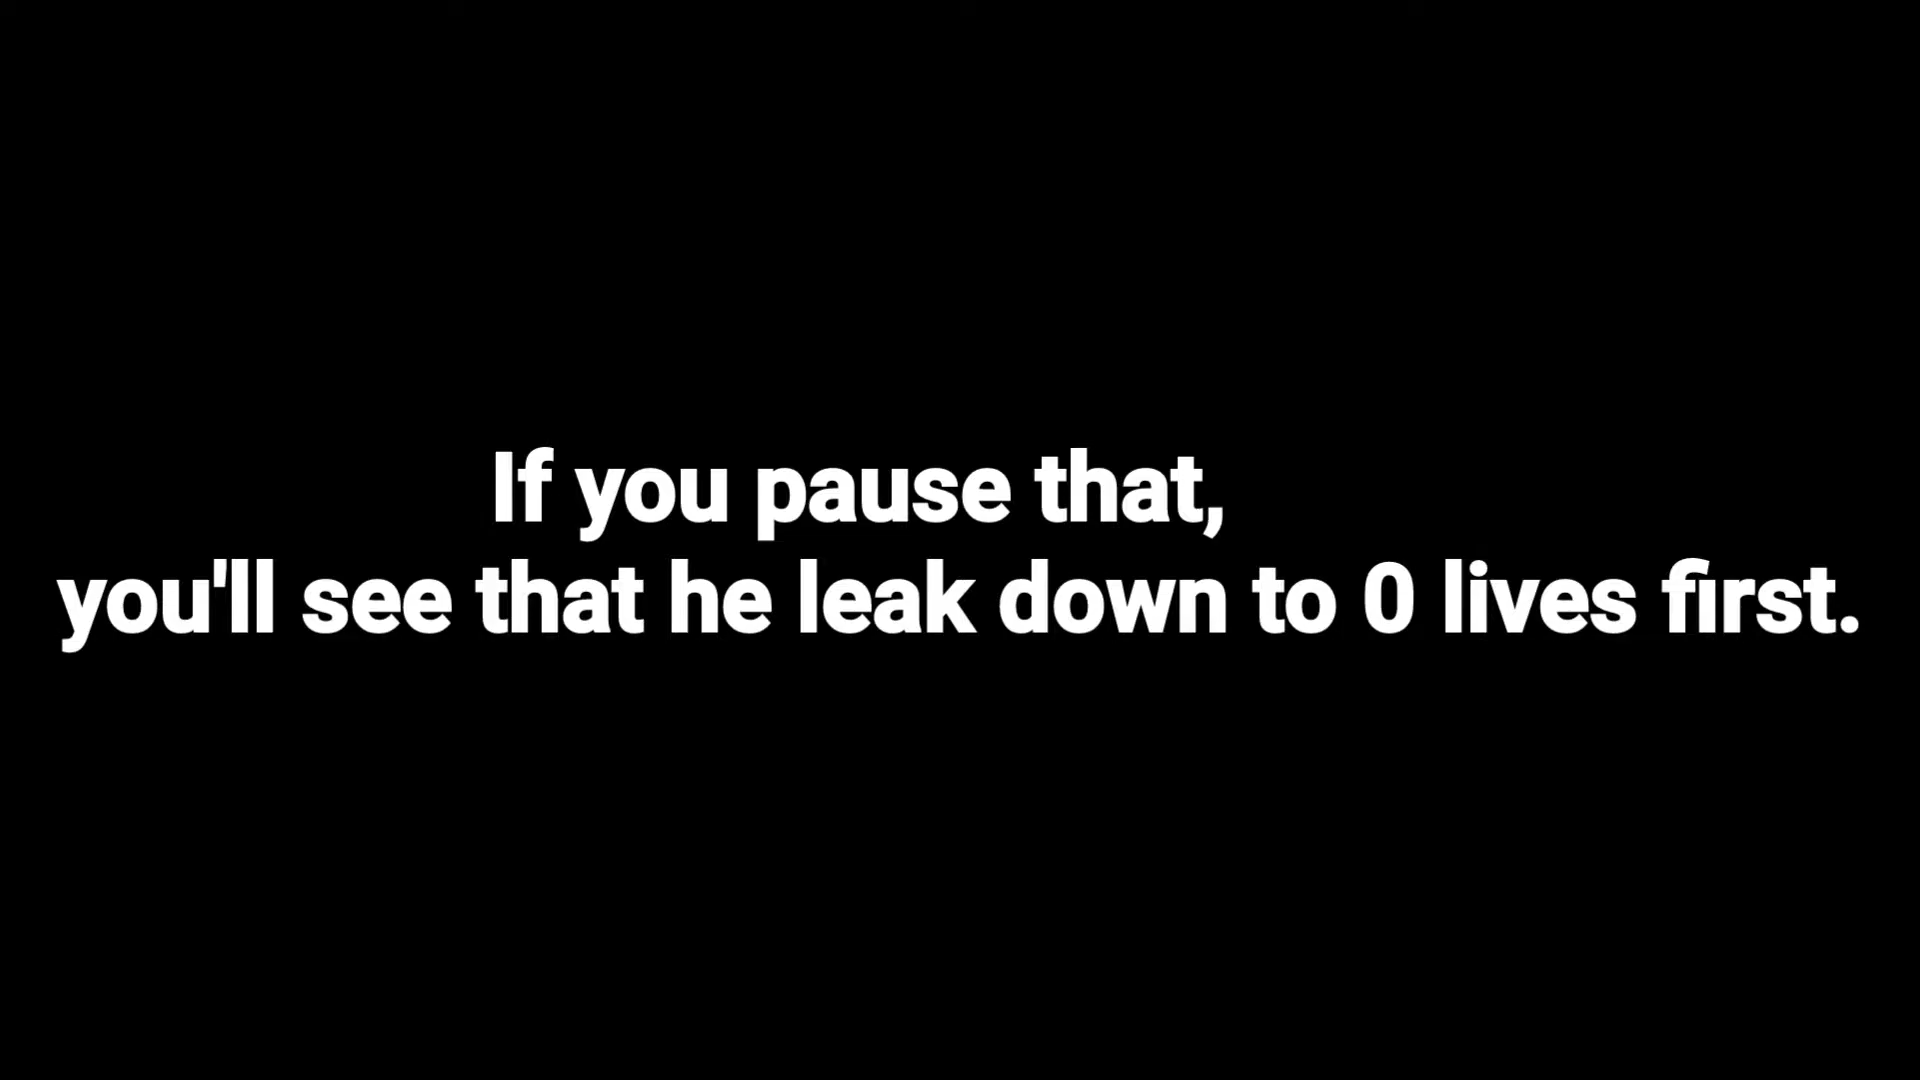 If you pause that,
you'll see that he leak down to 0 lives first.